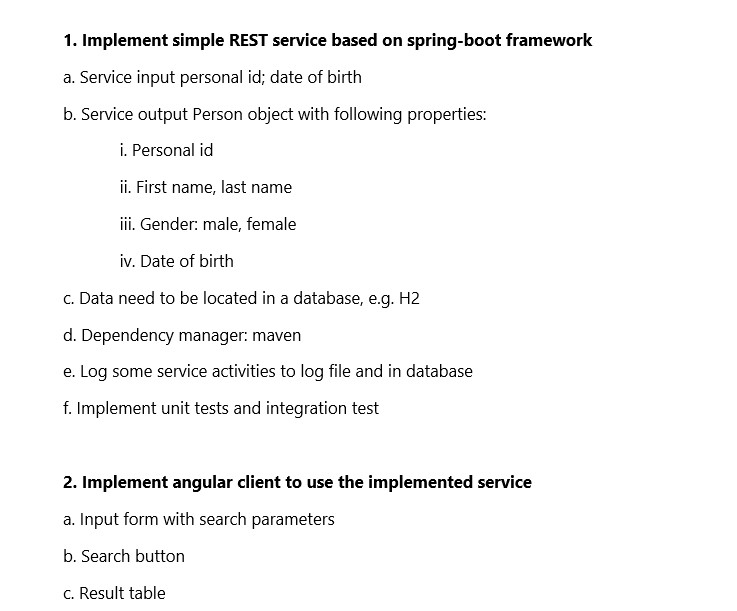 1. Implement simple REST service based on spring-boot framework
a. Service input personal id; date of birth
b. Service output Person object with following properties:
i. Personal id
ii. First name, last name
iii. Gender: male, female
iv. Date of birth
c. Data need to be located in a database, e.g. H2
d. Dependency manager: maven
e. Log some service activities to log file and in database
f. Implement unit tests and integration test
2. Implement angular client to use the implemented service
a. Input form with search parameters
b. Search button
c. Result table